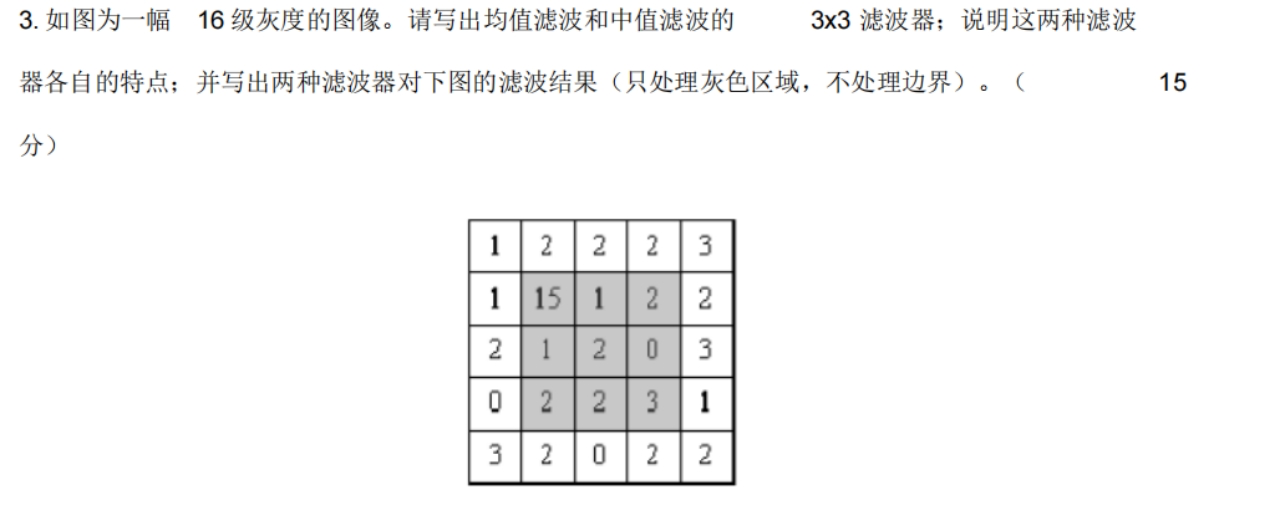 3. 如图为一幅 16 级灰度的图像。请写出均值滤波和中值滤波的 3x3 滤波器；说明这两种滤波
器各自的特点；并写出两种滤波器对下图的滤波结果（只处理灰色区域，不处理边界）。（ 15
分）
1 2 2 2 3
1 15 1 2 2
2 1 2 0 3
0 2 2 3 1
3 2 0 2 2